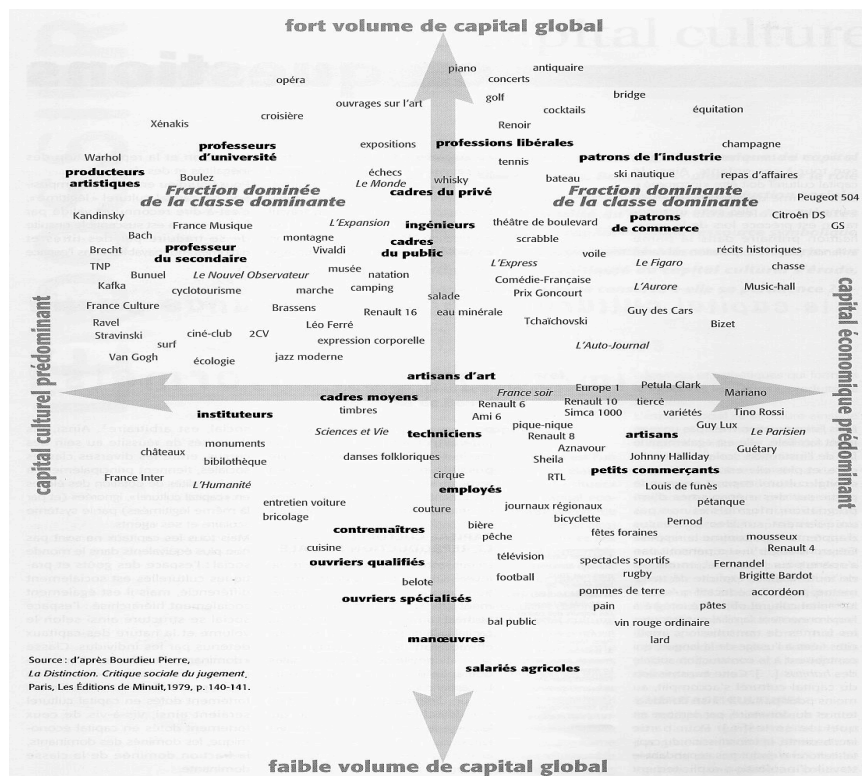 fort volume de capital global
piano
antiquaire
opéra
concerts
golf
bridge
ouvrages sur l'art
croisière
cocktails
équitation
Xénakis
Renoir
professeurs
d'université
expositions
professions libérales
champagne
Warhol
tennis
patrons de l'industrie
producteurs
artistiques
Boulez
échecs
Le Monde
whisky
bateau
ski nautique
repas d'affaires
Fraction dominée
de la classe dominante
cadres du privé
Fraction dominante
de la classe dominante
Peugeot 504
Kandinsky
France Musique
L'Expansion
ingénieurs
théâtre de boulevard
patrons
de commerce
Citroên DS
GS
Bach
montagne
scrabble
Brecht
professeur
du secondaire
Vivaldi
cadres
du public
voile
récits historiques
TNP
Bunuel
Le Nouvel Observateur
musée
natation
L'Express
Le Figaro
chasse
Kafka
cyclotourisme
marche
camping
Comédie-Française
Prix Goncourt
L'Aurore
Music-hall
salade
France Culture
Brassens
Renault 16
eau minérale
Guy des Cars
Ravel
Stravinski
Léo Ferré
Tchaïchovski
Bizet
surf
ciné-club
2CV
expression corporelle
L'Auto-Journal
Van Gogh
écologie
jazz moderne
capital culturel prédominant
capital économique prédominant
artisans d'art
cadres moyens
France soir
Europe 1
Petula Clark
Mariano
instituteurs
timbres
Renault 6
Renault 10
tiercé
Ami 6
Simca 1000
variétés
Tino Rossi
Sciences et Vie
techniciens
pique-nique
Guy Lux
Le Parisien
Renault 8
artisans
monuments
châteaux
danses folkloriques
Aznavour
Guétary
bibilothèque
Sheila
Johnny Halliday
cirque
petits commerçants
France Inter
L'Humanité
RTL
employés
Louis de funès
entretien voiture
couture
journaux régionaux
pétanque
bricolage
bicyclette
contremaîtres
bière
Pernod
pêche
fêtes foraines
mousseux
cuisine
Renault 4
ouvriers qualifiés
télévision
spectacles sportifs
Fernandel
belote
football
rugby
Brigitte Bardot
ouvriers spécialisés
pommes de terre
accordéon
pain
pâtes
bal public
vin rouge ordinaire
manœuvres
lard
salariés agricoles
Source : d'après Bourdieu Pierre,
La Distinction. Critique sociale du jugement,
Paris, Les Éditions de Minuit,1979, p. 140-141.
faible volume de capital global